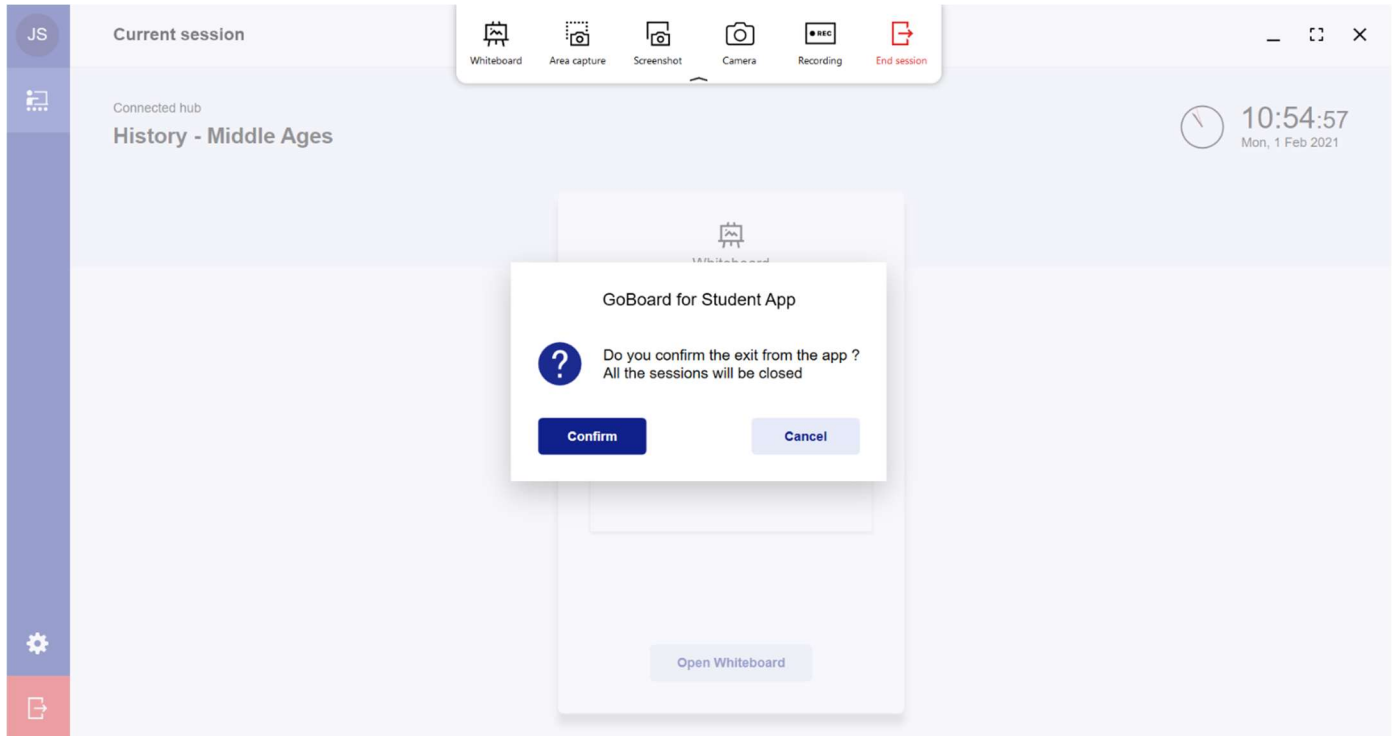 JS
Current session
Whiteboard
Area capture
Screenshot
Camera
● REC
Recording
End session
Connected hub
History - Middle Ages
10:54:57
Mon, 1 Feb 2021
Whiteboard
GoBoard for Student App
?
Do you confirm the exit from the app ?
All the sessions will be closed
Confirm
Cancel
Open Whiteboard